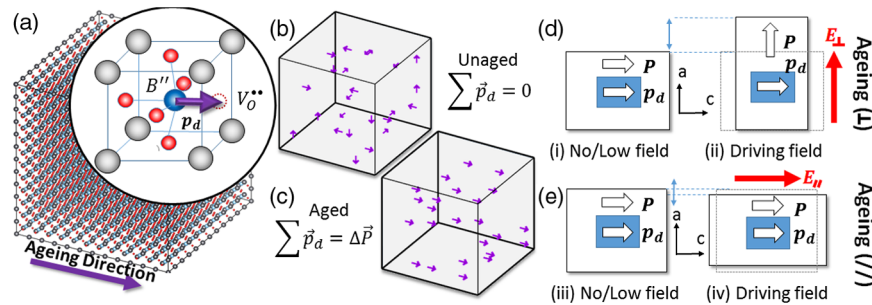 (a)
B''
V_O^{••}
p_d
Ageing Direction
(b)
Unaged
∑ p⃗_d = 0
(c)
Aged
∑ p⃗_d = ΔP⃗
(d)
P
p_d
a
c
P
p_d
E_⊥
Ageing (⊥)
(i) No/Low field
(ii) Driving field
(e)
E_//
P
p_d
a
c
P
p_d
Ageing (//)
(iii) No/Low field
(iv) Driving field